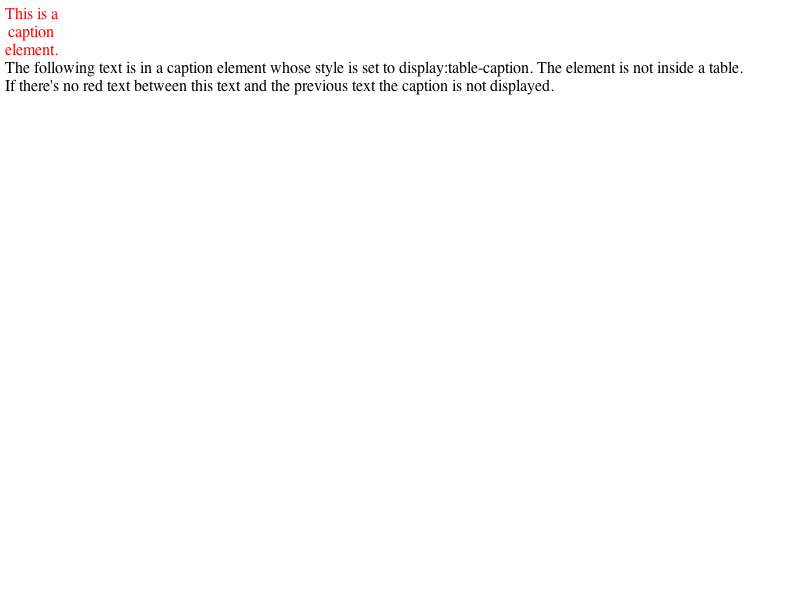 This is a
caption
element.
The following text is in a caption element whose style is set to display:table-caption. The element is not inside a table.
If there's no red text between this text and the previous text the caption is not displayed.